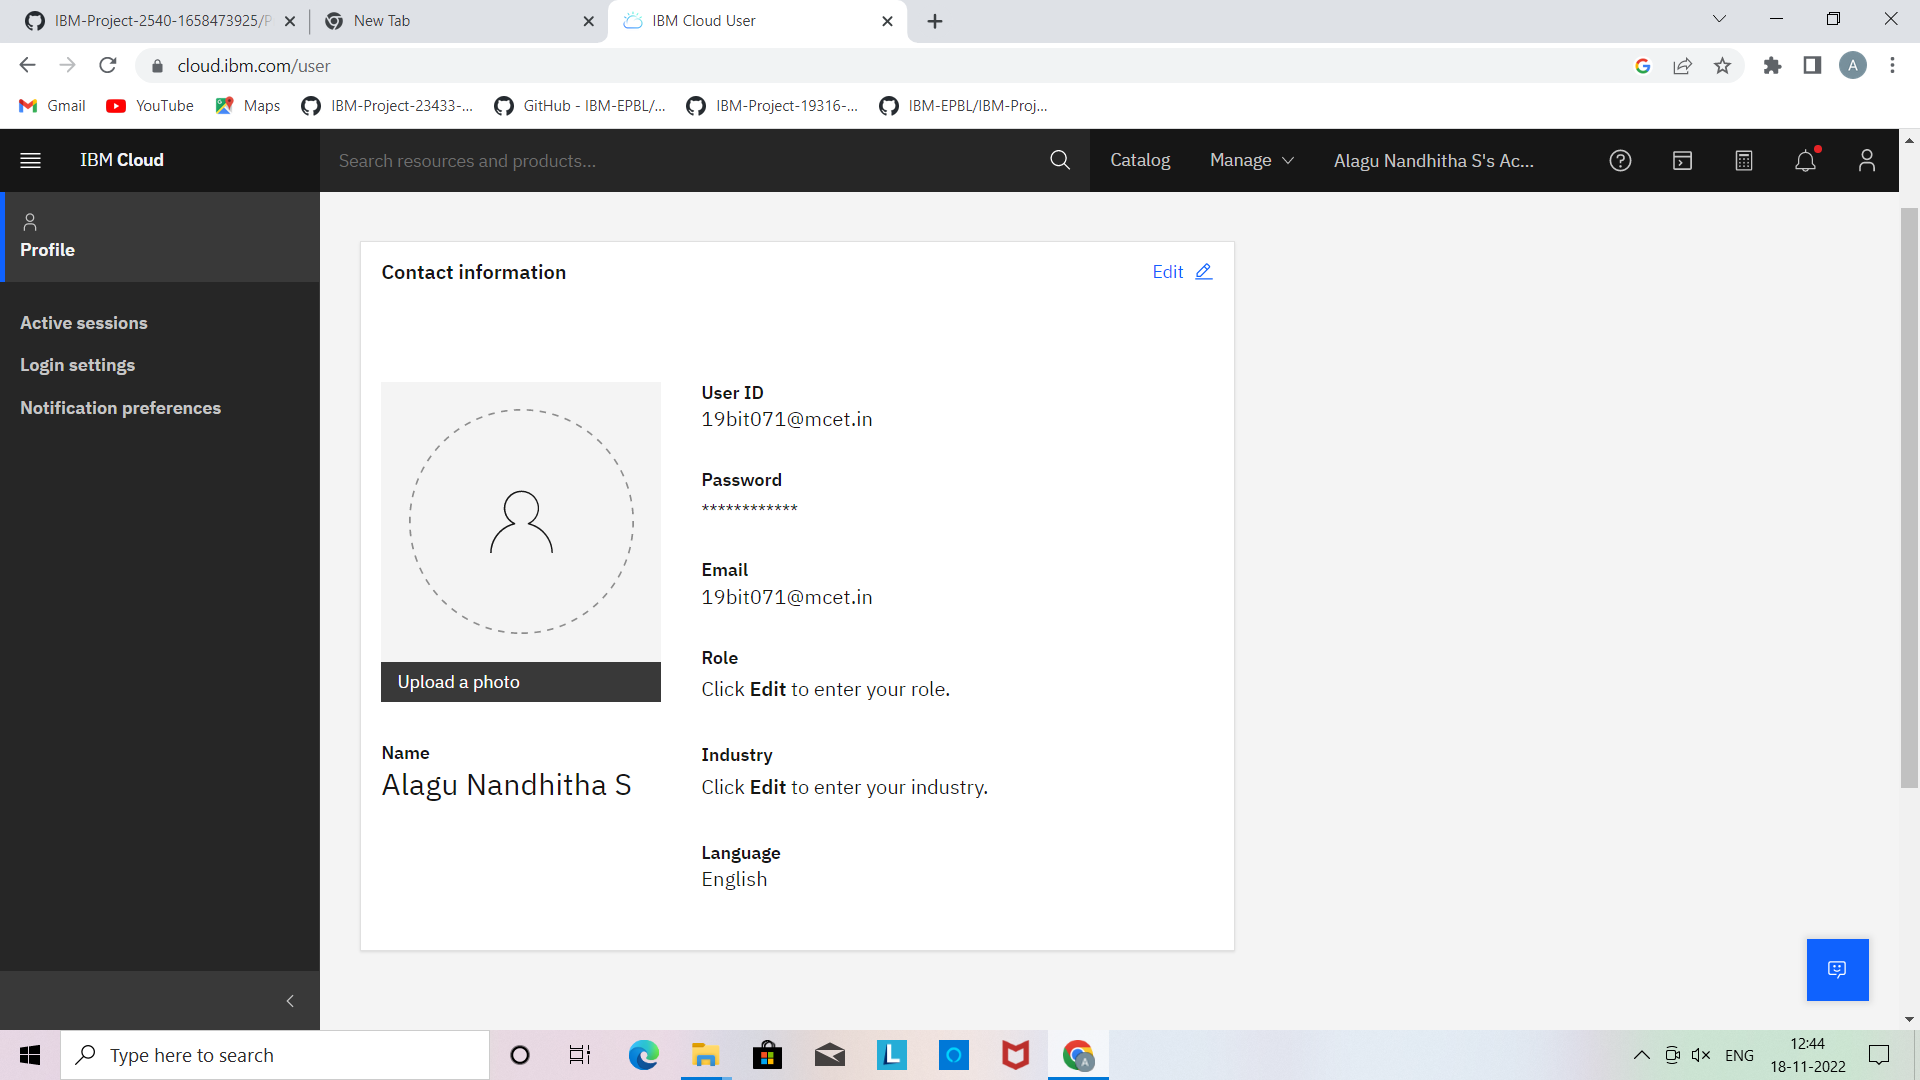 IBM-Project-2540-1658473925/P
New Tab
IBM Cloud User
cloud.ibm.com/user
A
Gmail
YouTube
Maps
IBM-Project-23433-...
GitHub - IBM-EPBL/...
IBM-Project-19316-...
IBM-EPBL/IBM-Proj...
IBM Cloud
Search resources and products...
Catalog
Manage
Alagu Nandhitha S's Ac...
Profile
Active sessions
Login settings
Notification preferences
Contact information
Edit
Upload a photo
Name
Alagu Nandhitha S
User ID
19bit071@mcet.in
Password
************
Email
19bit071@mcet.in
Role
Click Edit to enter your role.
Industry
Click Edit to enter your industry.
Language
English
Type here to search
L
A
ENG
12:44
18-11-2022